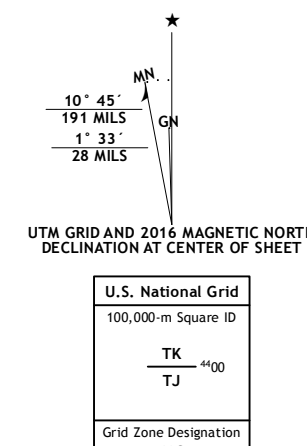 ★
MN
GN
10° 45´
191 MILS
1° 33´
28 MILS
UTM GRID AND 2016 MAGNETIC NORTH
DECLINATION AT CENTER OF SHEET
U.S. National Grid
100,000-m Square ID
TK
4400
TJ
Grid Zone Designation